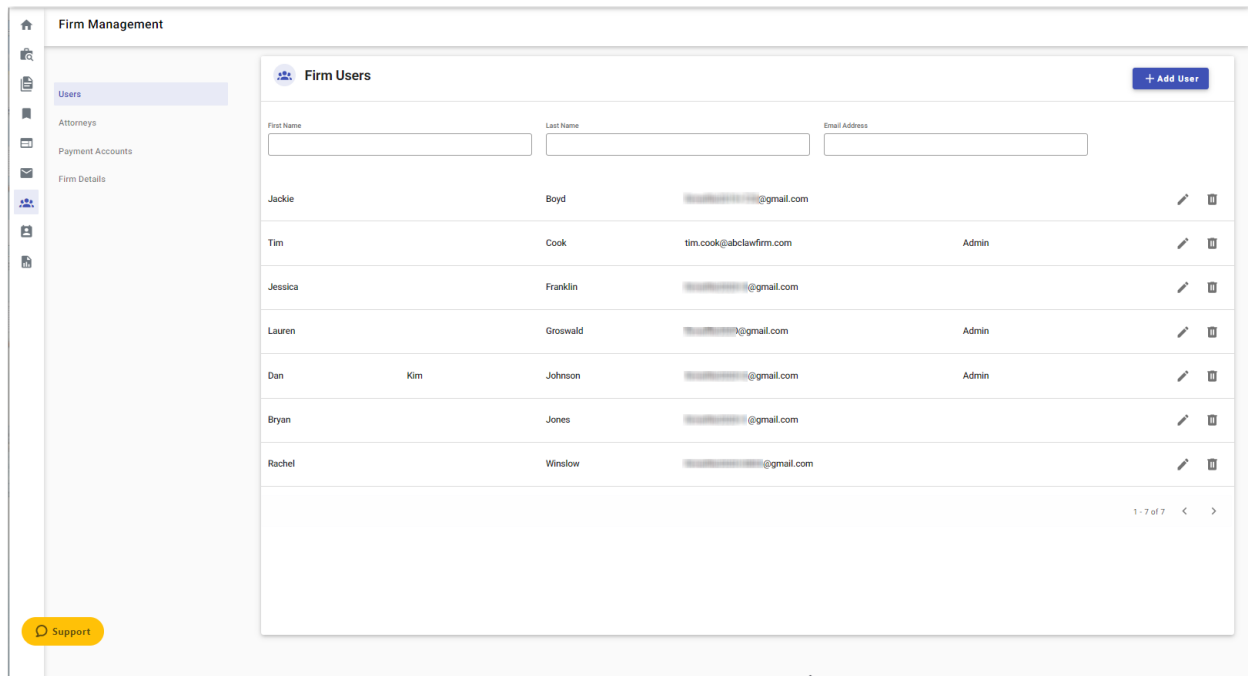 Firm Management
Users
Attorneys
Payment Accounts
Firm Details
Firm Users
+ Add User
First Name Last Name Email Address
Jackie Boyd @gmail.com
Tim Cook tim.cook@abclawfirm.com Admin
Jessica Franklin @gmail.com
Lauren Groswald @gmail.com Admin
Dan Kim Johnson @gmail.com Admin
Bryan Jones @gmail.com
Rachel Winslow @gmail.com
1 - 7 of 7
Support